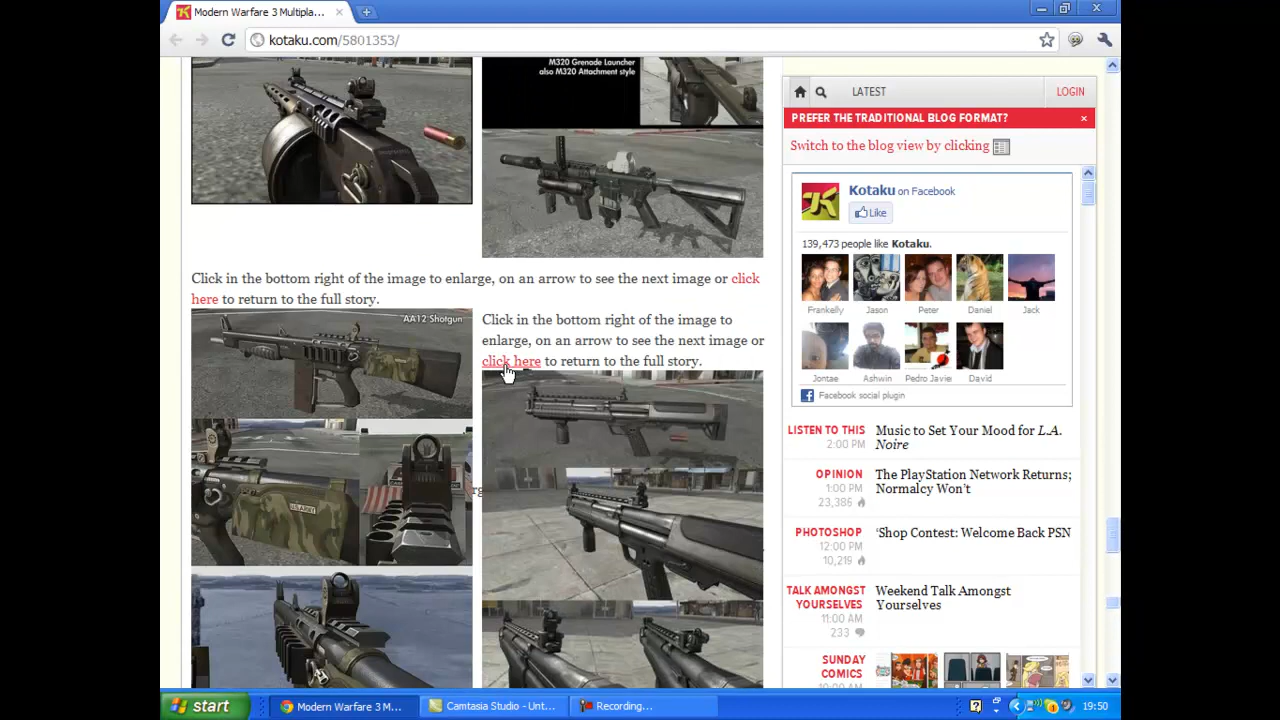 Modern Warfare 3 Multipla...
kotaku.com/5801353/
M320 Grenade Launcher
also M320 Attachment style
Click in the bottom right of the image to enlarge, on an arrow to see the next image or click
here to return to the full story.
AA12 Shotgun
U.S. ARMY
Click in the bottom right of the image to
enlarge, on an arrow to see the next image or
click here to return to the full story.
LATEST
LOGIN
PREFER THE TRADITIONAL BLOG FORMAT?
Switch to the blog view by clicking
Kotaku on Facebook
Like
139,473 people like Kotaku.
Frankelly Jason Peter Daniel Jack
Jontae Ashwin Pedro Javier David
Facebook social plugin
LISTEN TO THIS
2:00 PM
Music to Set Your Mood for L.A.
Noire
OPINION
1:00 PM
23,386
The PlayStation Network Returns;
Normalcy Won't
PHOTOSHOP
12:00 PM
10,219
'Shop Contest: Welcome Back PSN
TALK AMONGST
YOURSELVES
11:00 AM
233
Weekend Talk Amongst
Yourselves
SUNDAY
COMICS
10:00 AM
start
Modern Warfare 3 M...
Camtasia Studio - Unt...
Recording...
19:50